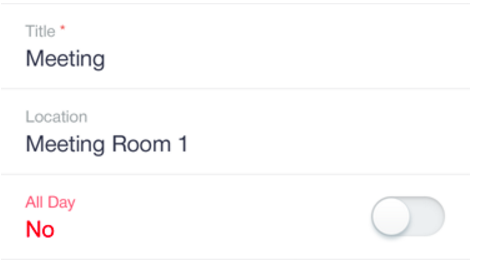 Title *
Meeting
Location
Meeting Room 1
All Day
No